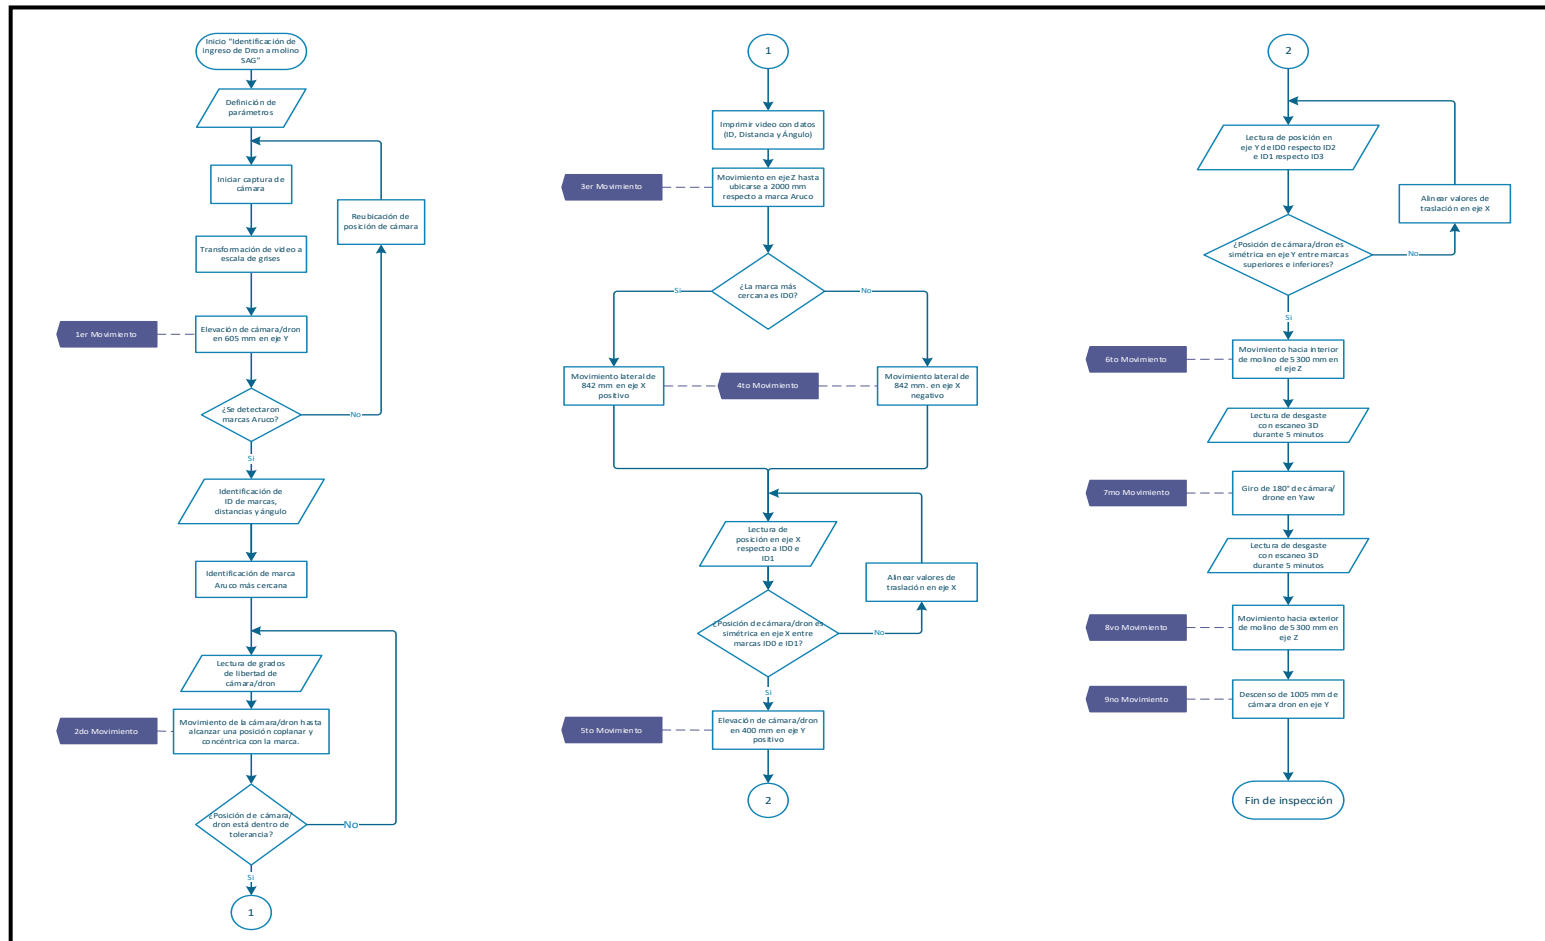 Inicio "Identificación de
ingreso de Dron a molino
SAG"
Definición de
parámetros
Iniciar captura de
cámara
Reubicación de
posición de cámara
Transformación de video a
escala de grises
1er Movimiento
Elevación de cámara/dron
en 605 mm en eje Y
¿Se detectaron
marcas Aruco?
No
Si
Identificación de
ID de marcas,
distancias y ángulo
Identificación de marca
Aruco más cercana
Lectura de grados
de libertad de
cámara/dron
2do Movimiento
Movimiento de la cámara/dron hasta
alcanzar una posición coplanar y
concéntrica con la marca.
¿Posición de cámara/
dron está dentro de
tolerancia?
No
Si
1
1
Imprimir video con datos
(ID, Distancia y Ángulo)
3er Movimiento
Movimiento en eje Z hasta
ubicarse a 2000 mm
respecto a marca Aruco
¿La marca más
cercana es ID0?
Si
No
Movimiento lateral de
842 mm en eje X
positivo
4to Movimiento
Movimiento lateral de
842 mm. en eje X
negativo
Lectura de
posición en eje X
respecto a ID0 e
ID1
Alinear valores de
traslación en eje X
¿Posición de cámara/dron es
simétrica en eje X entre
marcas ID0 e ID1?
No
Si
5to Movimiento
Elevación de cámara/dron
en 400 mm en eje Y
positivo
2
2
Lectura de posición en
eje Y de ID0 respecto ID2
e ID1 respecto ID3
Alinear valores de
traslación en eje X
¿Posición de cámara/dron es
simétrica en eje Y entre marcas
superiores e inferiores?
No
Si
6to Movimiento
Movimiento hacia interior
de molino de 5300 mm en
el eje Z
Lectura de desgaste
con escaneo 3D
durante 5 minutos
7mo Movimiento
Giro de 180° de cámara/
drone en Yaw
Lectura de desgaste
con escaneo 3D
durante 5 minutos
8vo Movimiento
Movimiento hacia exterior
de molino de 5300 mm en
eje Z
9no Movimiento
Descenso de 1005 mm de
cámara dron en eje Y
Fin de inspección